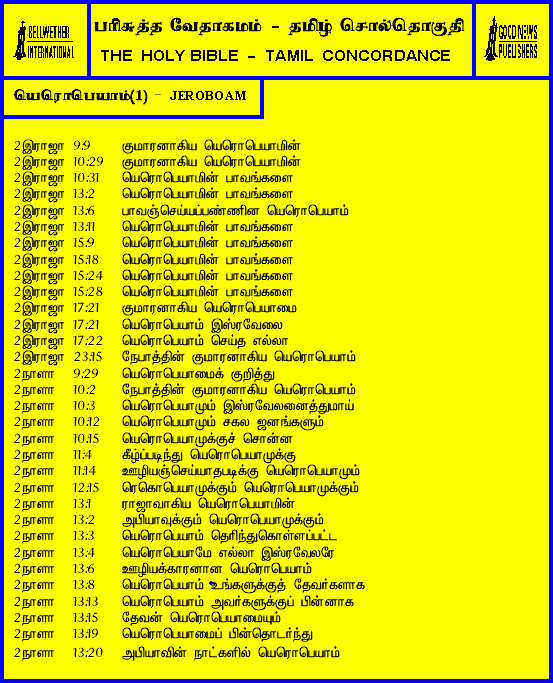 BELLWETHER
INTERNATIONAL
பரிசுத்த வேதாகமம் - தமிழ் சொல்தொகுதி
THE HOLY BIBLE - TAMIL CONCORDANCE
GOOD NEWS
PUBLISHERS
யெரொபெயாம்(1) - JEROBOAM
2இராஜா 9:9 குமாரனாகிய யெரொபெயாமின்
2இராஜா 10:29 குமாரனாகிய யெரொபெயாமின்
2இராஜா 10:31 யெரொபெயாமின் பாவங்களை
2இராஜா 13:2 யெரொபெயாமின் பாவங்களை
2இராஜா 13:6 பாவஞ்செய்யப்பண்ணின யெரொபெயாம்
2இராஜா 13:11 யெரொபெயாமின் பாவங்களை
2இராஜா 15:9 யெரொபெயாமின் பாவங்களை
2இராஜா 15:18 யெரொபெயாமின் பாவங்களை
2இராஜா 15:24 யெரொபெயாமின் பாவங்களை
2இராஜா 15:28 யெரொபெயாமின் பாவங்களை
2இராஜா 17:21 குமாரனாகிய யெரொபெயாமை
2இராஜா 17:21 யெரொபெயாம் இஸ்ரவேலை
2இராஜா 17:22 யெரொபெயாம் செய்த எல்லா
2இராஜா 23:15 நேபாத்தின் குமாரனாகிய யெரொபெயாம்
2நாளா 9:29 யெரொபெயாமைக் குறித்து
2நாளா 10:2 நேபாத்தின் குமாரனாகிய யெரொபெயாம்
2நாளா 10:3 யெரொபெயாமும் இஸ்ரவேலனைத்துமாய்
2நாளா 10:12 யெரொபெயாமும் சகல ஜனங்களும்
2நாளா 10:15 யெரொபெயாமுக்குச் சொன்ன
2நாளா 11:4 கீழ்ப்படிந்து யெரொபெயாமுக்கு
2நாளா 11:14 ஊழியஞ்செய்யாதபடிக்கு யெரொபெயாமும்
2நாளா 12:15 ரெகொபெயாமுக்கும் யெரொபெயாமுக்கும்
2நாளா 13:1 ராஜாவாகிய யெரொபெயாமின்
2நாளா 13:2 அபியாவுக்கும் யெரொபெயாமுக்கும்
2நாளா 13:3 யெரொபெயாம் தெரிந்துகொள்ளப்பட்ட
2நாளா 13:4 யெரொபெயாமே எல்லா இஸ்ரவேலரே
2நாளா 13:6 ஊழியக்காரனான யெரொபெயாம்
2நாளா 13:8 யெரொபெயாம் உங்களுக்குத் தேவர்களாக
2நாளா 13:13 யெரொபெயாம் அவர்களுக்குப் பின்னாக
2நாளா 13:15 தேவன் யெரொபெயாமையும்
2நாளா 13:19 யெரொபெயாமைப் பின்தொடர்ந்து
2நாளா 13:20 அபியாவின் நாட்களில் யெரொபெயாம்